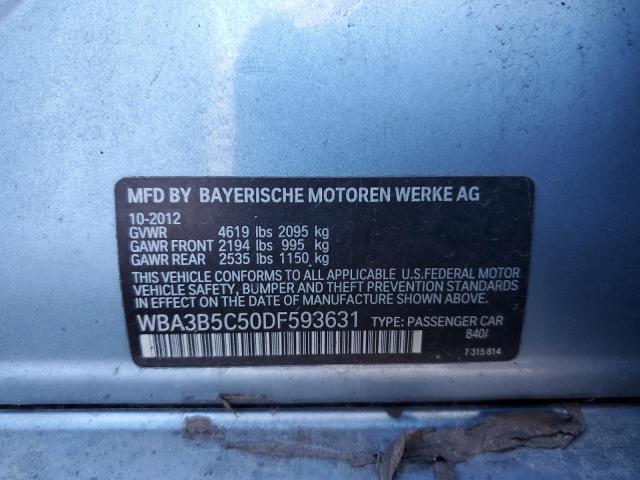 MFD BY BAYERISCHE MOTOREN WERKE AG
10-2012
GVWR 4619 lbs 2095 kg
GAWR FRONT 2194 lbs 995 kg
GAWR REAR 2535 lbs 1150 kg
THIS VEHICLE CONFORMS TO ALL APPLICABLE U.S.FEDERAL MOTOR
VEHICLE SAFETY, BUMPER AND THEFT PREVENTION STANDARDS
IN EFFECT ON THE DATE OF MANUFACTURE SHOWN ABOVE.
WBA3B5C50DF593631 TYPE: PASSENGER CAR
B40/
7 315 814